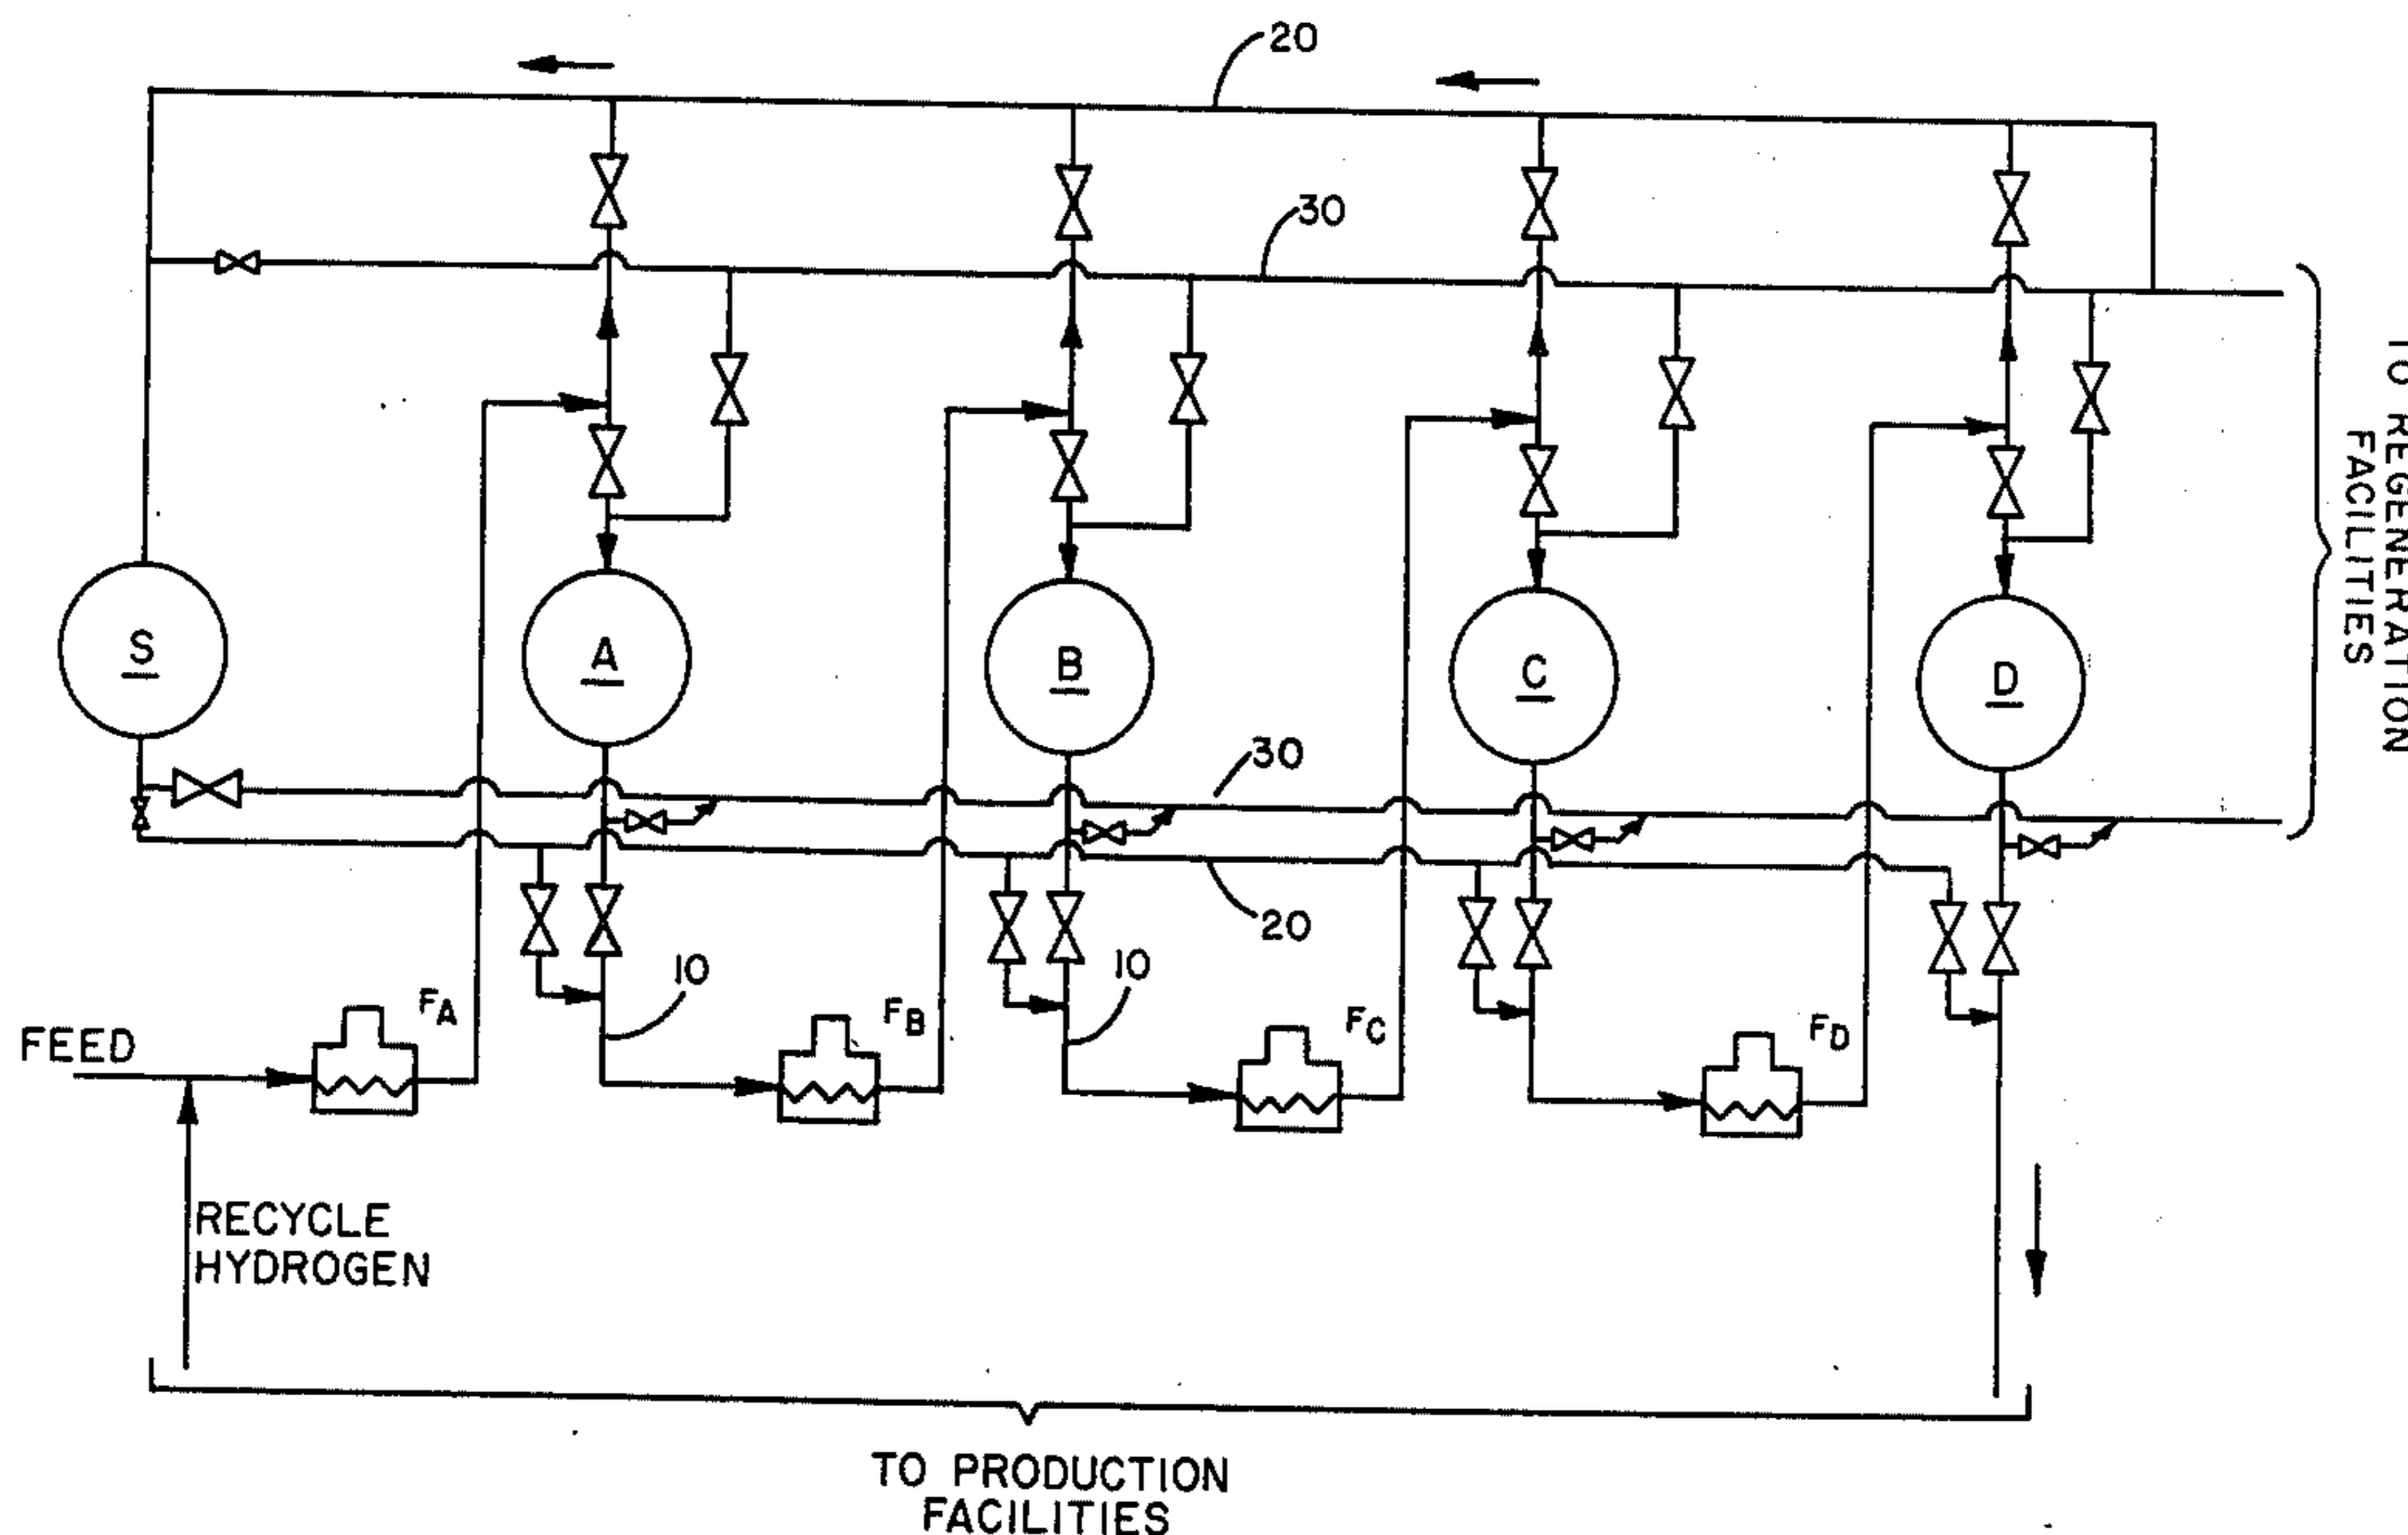 20
30
TO REGENERATION
FACILITIES
S
A
B
C
D
30
20
10
10
FA
FB
FC
FD
FEED
RECYCLE
HYDROGEN
TO PRODUCTION
FACILITIES